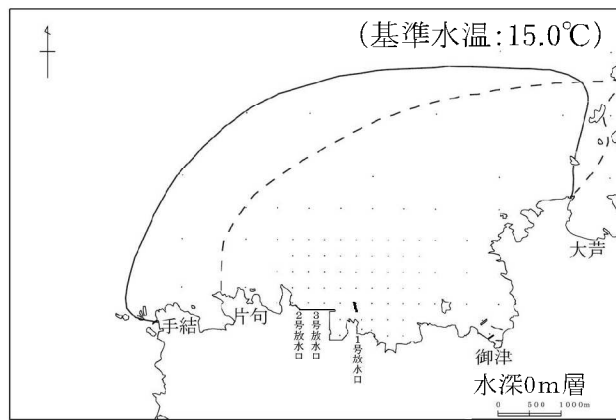 (基準水温:15.0℃)
大芦
手結
片句
2号放水口
3号放水口
1号放水口
御津
水深0m層
0 500 1000m